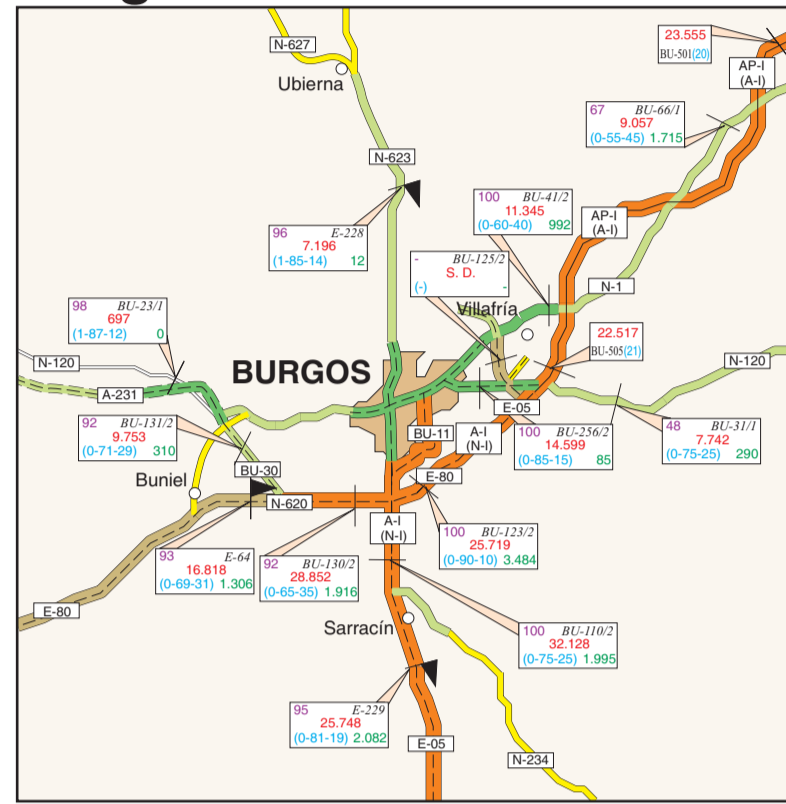 N-627
Ubierna
N-623
23.555
BU-501(20)
AP-I
(A-I)
67 BU-66/1
9.057
(0-55-45) 1.715
96 E-228
7.196
(1-85-14) 12
100 BU-41/2
11.345
(0-60-40) 992
AP-I
(A-I)
- BU-125/2
S. D.
(-) -
N-1
Villafría
98 BU-23/1
697
(1-87-12) 0
22.517
BU-505(21)
N-120
N-120
BURGOS
A-231
E-05
92 BU-131/2
9.753
(0-71-29) 310
BU-11
A-I
(N-I)
100 BU-256/2
14.599
(0-85-15) 85
48 BU-31/1
7.742
(0-75-25) 290
BU-30
Buniel
E-80
N-620
A-I
(N-I)
100 BU-123/2
25.719
(0-90-10) 3.484
93 E-64
16.818
(0-69-31) 1.306
92 BU-130/2
28.852
(0-65-35) 1.916
E-80
Sarracín
100 BU-110/2
32.128
(0-75-25) 1.995
95 E-229
25.748
(0-81-19) 2.082
E-05
N-234